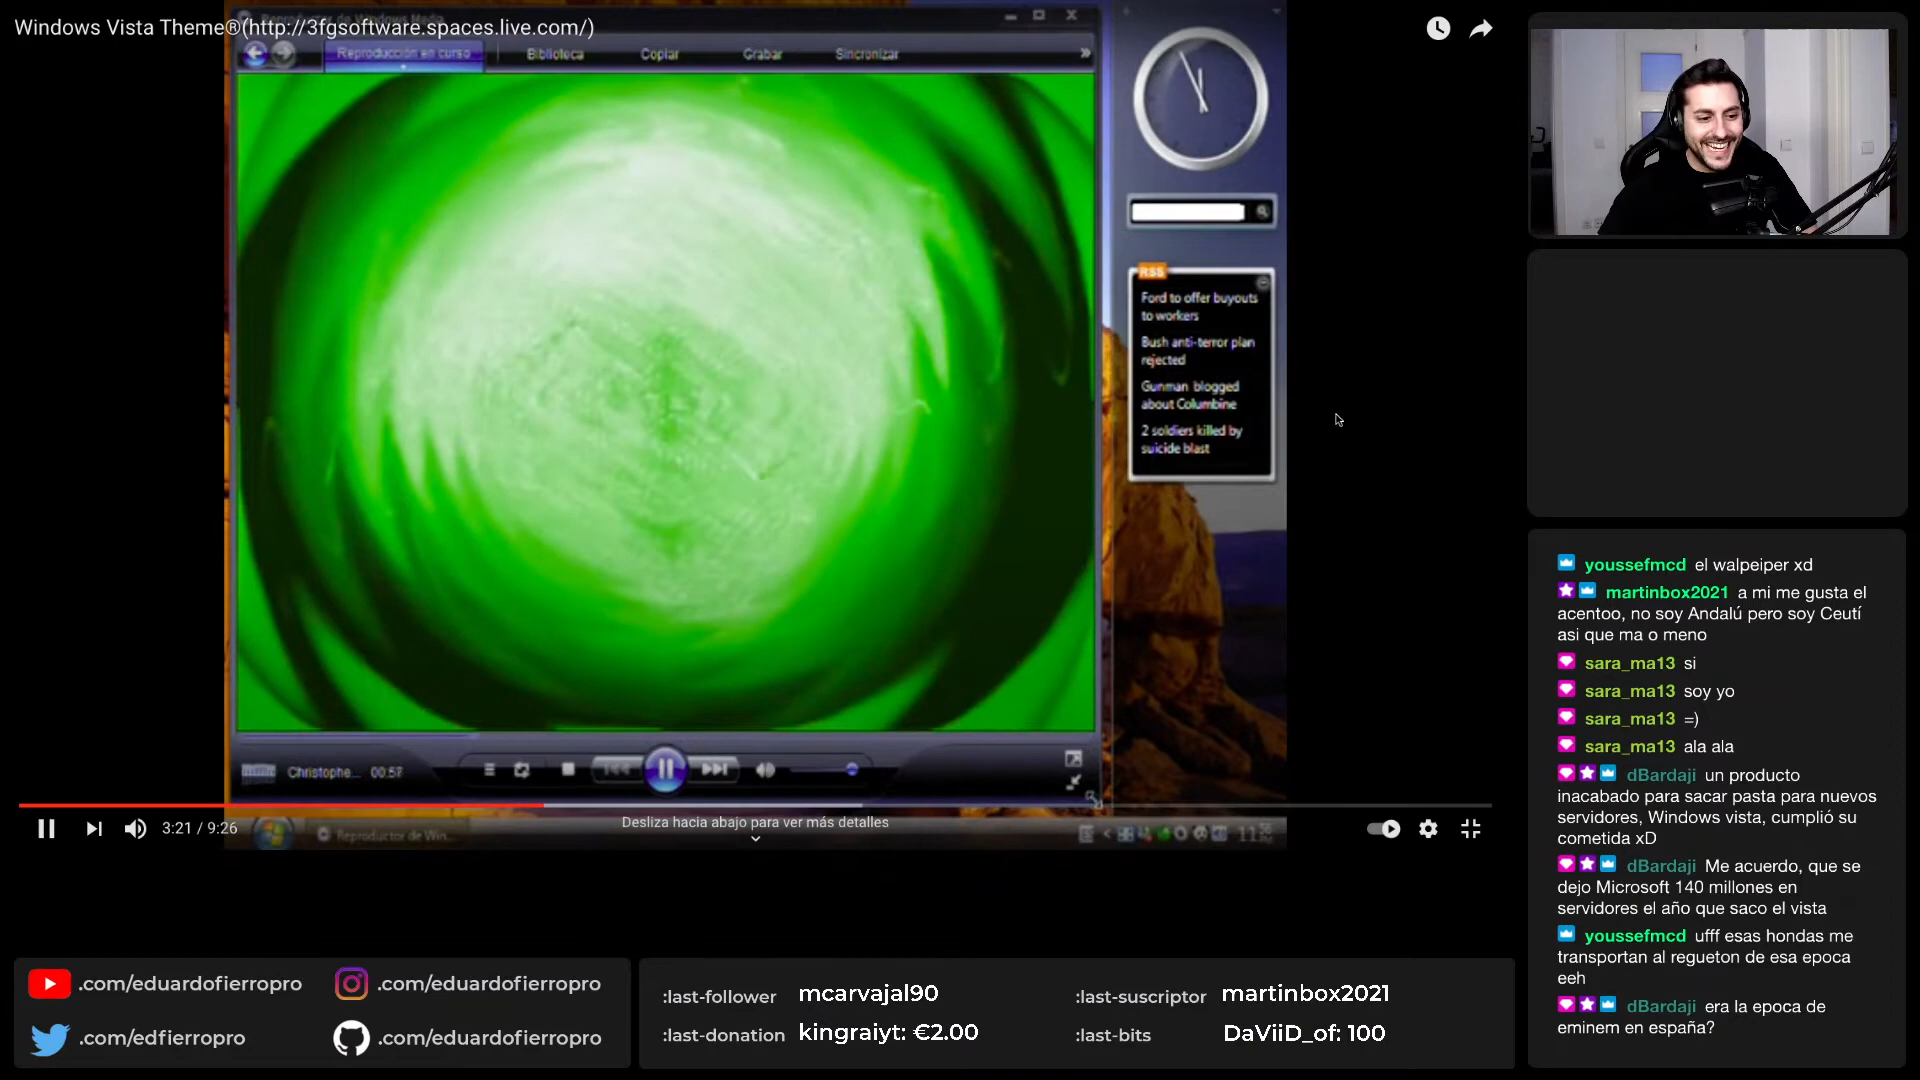 Windows Vista Theme®(http://3fgsoftware.spaces.live.com/)
Reproducción en curso
Biblioteca
Copiar
Grabar
Sincronizar
»
RSS
Ford to offer buyouts
to workers
Bush anti-terror plan
rejected
Gunman blogged
about Columbine
2 soldiers killed by
suicide blast
Christophe...
3:21 / 9:26
Desliza hacia abajo para ver más detalles
Reproductor de Win...
youssefmcd el walpeiper xd
martinbox2021 a mi me gusta el
acentoo, no soy Andalú pero soy Ceutí
asi que ma o meno
sara_ma13 si
sara_ma13 soy yo
sara_ma13 =)
sara_ma13 ala ala
dBardaji un producto
inacabado para sacar pasta para nuevos
servidores, Windows vista, cumplió su
cometida xD
dBardaji Me acuerdo, que se
dejo Microsoft 140 millones en
servidores el año que saco el vista
youssefmcd ufff esas hondas me
transportan al regueton de esa epoca
eeh
dBardaji era la epoca de
eminem en españa?
.com/eduardofierropro
.com/eduardofierropro
.com/edfierropro
.com/eduardofierropro
:last-follower mcarvajal90
:last-suscriptor martinbox2021
:last-donation kingraiyt: €2.00
:last-bits DaViiD_of: 100